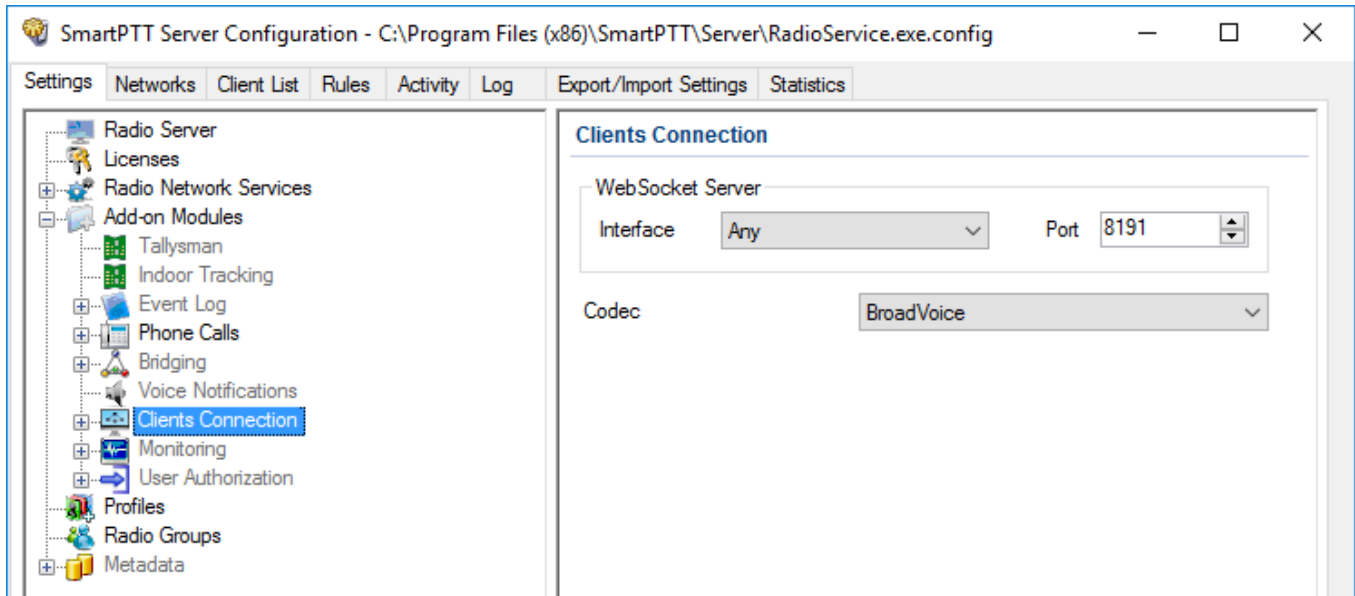 SmartPTT Server Configuration - C:\Program Files (x86)\SmartPTT\Server\RadioService.exe.config
Settings Networks Client List Rules Activity Log Export/Import Settings Statistics
Radio Server
Licenses
Radio Network Services
Add-on Modules
Tallysman
Indoor Tracking
Event Log
Phone Calls
Bridging
Voice Notifications
Clients Connection
Monitoring
User Authorization
Profiles
Radio Groups
Metadata
Clients Connection
WebSocket Server
Interface Any Port 8191
Codec BroadVoice